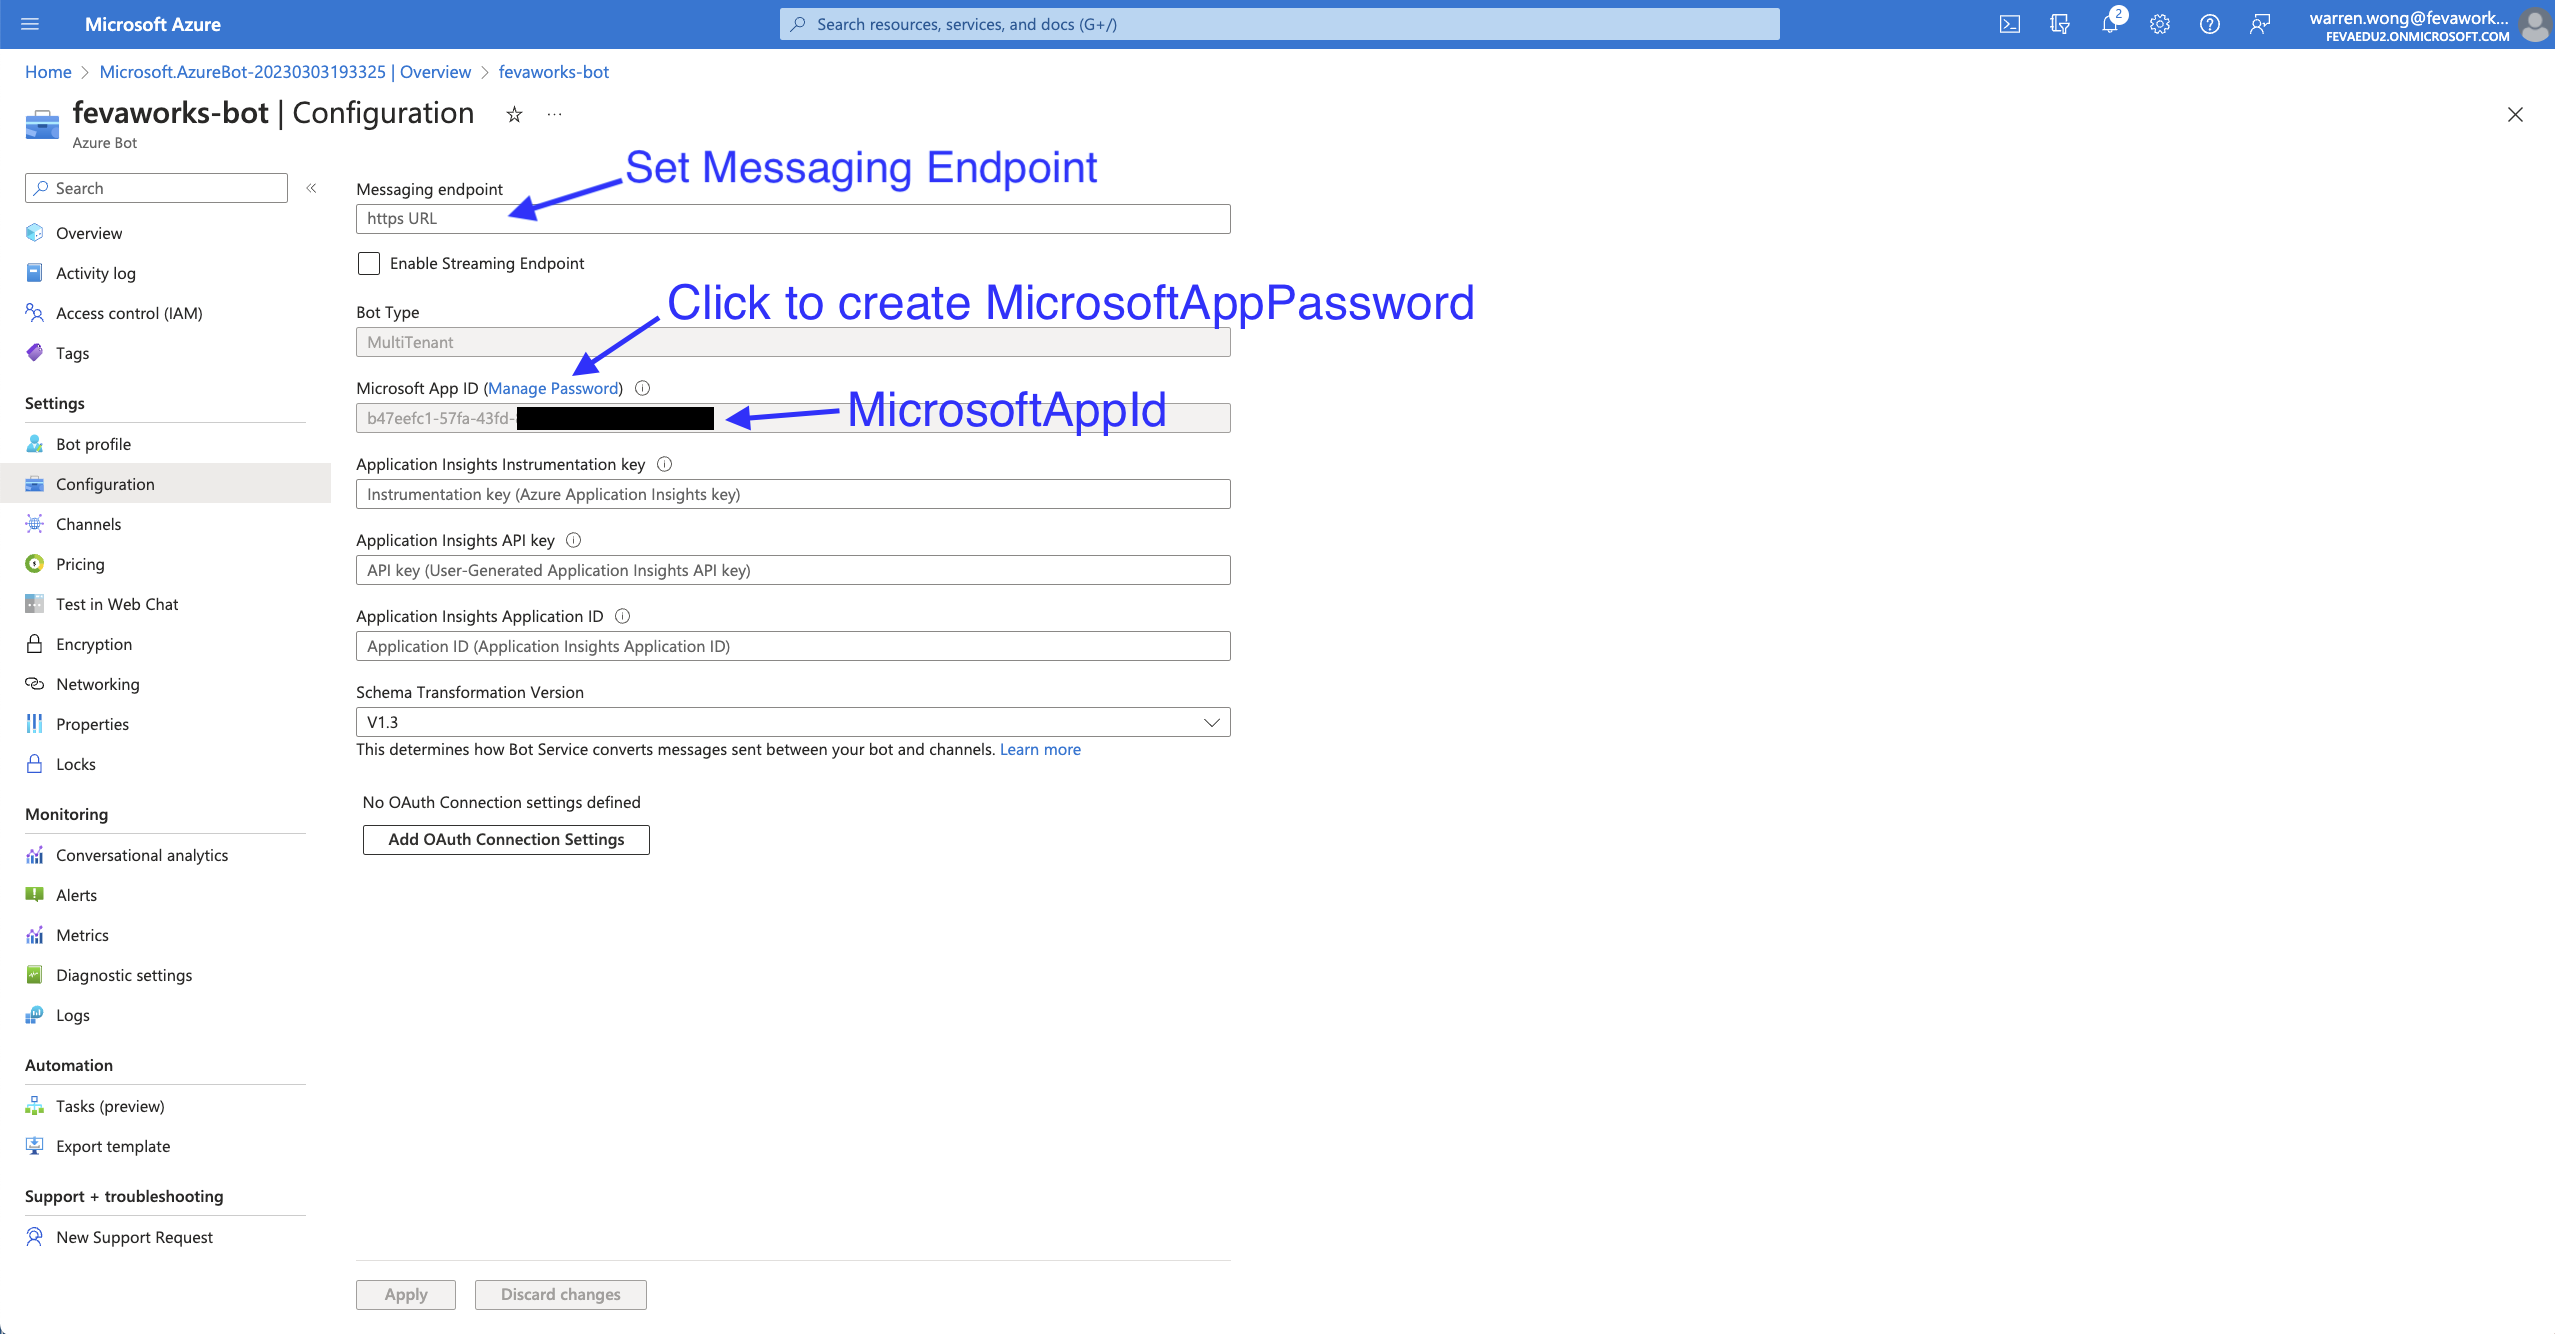 Microsoft Azure
Search resources, services, and docs (G+/)
2
warren.wong@fevawork...
FEVAEDU2.ONMICROSOFT.COM
Home > Microsoft.AzureBot-20230303193325 | Overview > fevaworks-bot
fevaworks-bot | Configuration
Azure Bot
Search
Overview
Activity log
Access control (IAM)
Tags
Settings
Bot profile
Configuration
Channels
Pricing
Test in Web Chat
Encryption
Networking
Properties
Locks
Monitoring
Conversational analytics
Alerts
Metrics
Diagnostic settings
Logs
Automation
Tasks (preview)
Export template
Support + troubleshooting
New Support Request
Set Messaging Endpoint
Messaging endpoint
https URL
Enable Streaming Endpoint
Click to create MicrosoftAppPassword
Bot Type
MultiTenant
Microsoft App ID (Manage Password)
b47eefc1-57fa-43fd-
MicrosoftAppId
Application Insights Instrumentation key
Instrumentation key (Azure Application Insights key)
Application Insights API key
API key (User-Generated Application Insights API key)
Application Insights Application ID
Application ID (Application Insights Application ID)
Schema Transformation Version
V1.3
This determines how Bot Service converts messages sent between your bot and channels. Learn more
No OAuth Connection settings defined
Add OAuth Connection Settings
Apply
Discard changes